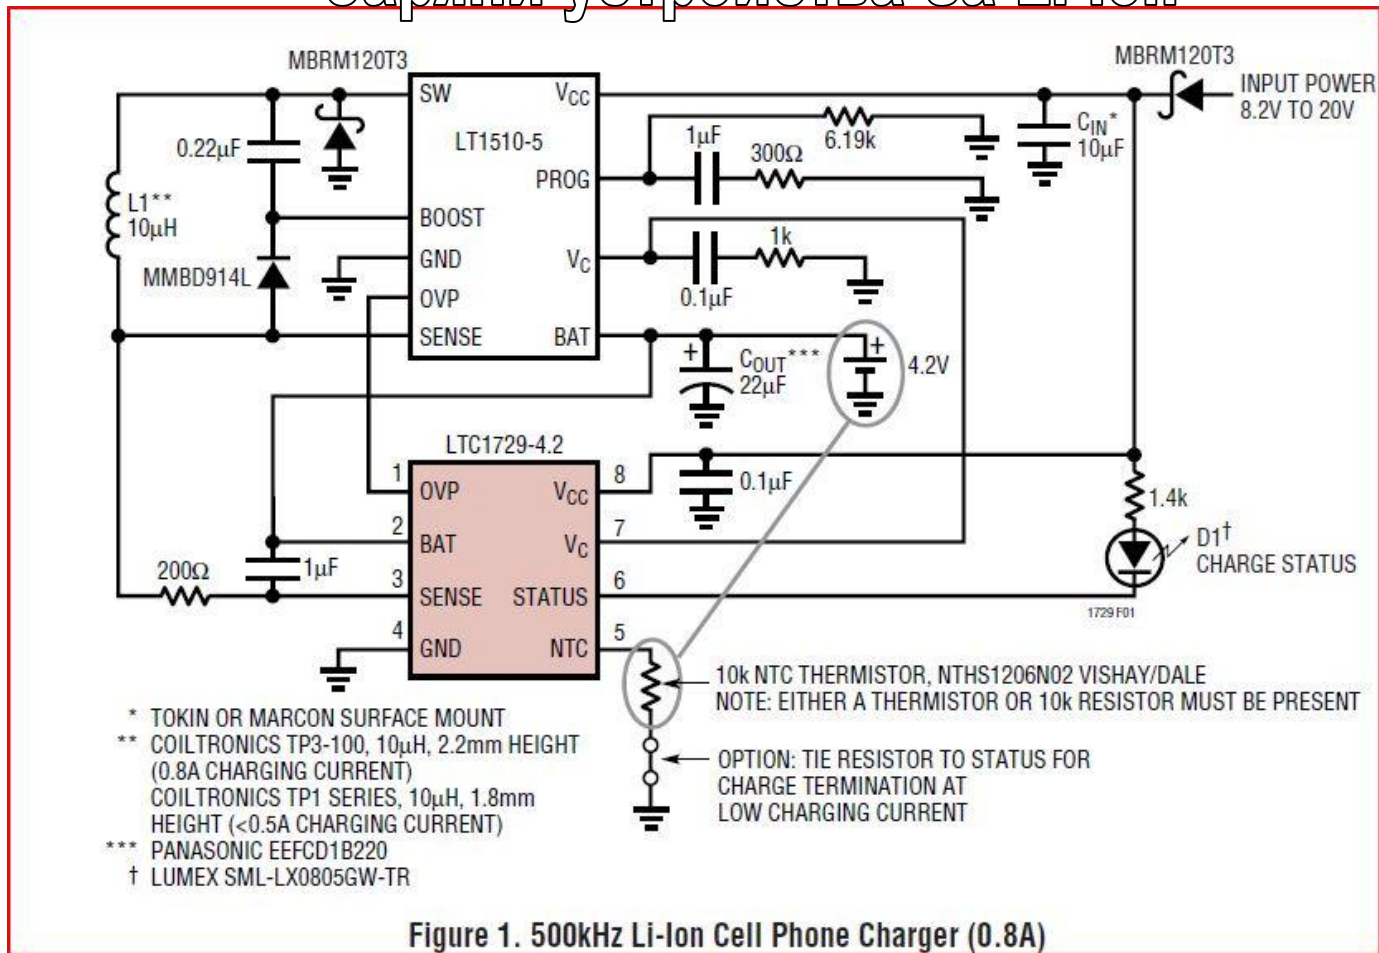 зарядни устройства за Li-Ion
MBRM120T3
MBRM120T3
INPUT POWER
8.2V TO 20V
SW
VCC
LT1510-5
0.22µF
1µF
6.19k
CIN*
10µF
300Ω
PROG
L1**
10µH
BOOST
1k
GND
VC
MMBD914L
0.1µF
OVP
SENSE
BAT
+
COUT***
22µF
+
4.2V
LTC1729-4.2
1
OVP
VCC
8
0.1µF
1.4k
2
BAT
VC
7
D1†
CHARGE STATUS
200Ω
1µF
3
SENSE
STATUS
6
1729 F01
4
GND
NTC
5
10k NTC THERMISTOR, NTHS1206N02 VISHAY/DALE
NOTE: EITHER A THERMISTOR OR 10k RESISTOR MUST BE PRESENT
* TOKIN OR MARCON SURFACE MOUNT
** COILTRONICS TP3-100, 10µH, 2.2mm HEIGHT
(0.8A CHARGING CURRENT)
COILTRONICS TP1 SERIES, 10µH, 1.8mm
HEIGHT (<0.5A CHARGING CURRENT)
*** PANASONIC EEFCD1B220
† LUMEX SML-LX0805GW-TR
OPTION: TIE RESISTOR TO STATUS FOR
CHARGE TERMINATION AT
LOW CHARGING CURRENT
Figure 1. 500kHz Li-Ion Cell Phone Charger (0.8A)